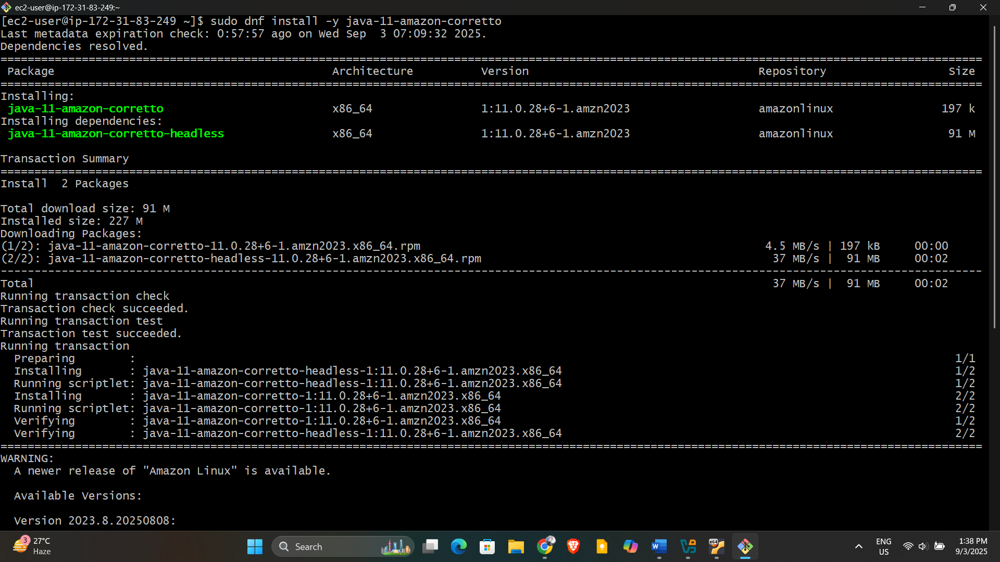 ec2-user@ip-172-31-83-249:~
[ec2-user@ip-172-31-83-249 ~]$ sudo dnf install -y java-11-amazon-corretto
Last metadata expiration check: 0:57:57 ago on Wed Sep  3 07:09:32 2025.
Dependencies resolved.
================================================================================
Package Architecture Version Repository Size
================================================================================
Installing:
java-11-amazon-corretto x86_64 1:11.0.28+6-1.amzn2023 amazonlinux 197 k
Installing dependencies:
java-11-amazon-corretto-headless x86_64 1:11.0.28+6-1.amzn2023 amazonlinux 91 M
Transaction Summary
================================================================================
Install  2 Packages
Total download size: 91 M
Installed size: 227 M
Downloading Packages:
(1/2): java-11-amazon-corretto-11.0.28+6-1.amzn2023.x86_64.rpm 4.5 MB/s | 197 kB 00:00
(2/2): java-11-amazon-corretto-headless-11.0.28+6-1.amzn2023.x86_64.rpm 37 MB/s | 91 MB 00:02
--------------------------------------------------------------------------------
Total 37 MB/s | 91 MB 00:02
Running transaction check
Transaction check succeeded.
Running transaction test
Transaction test succeeded.
Running transaction
Preparing : 1/1
Installing : java-11-amazon-corretto-headless-1:11.0.28+6-1.amzn2023.x86_64 1/2
Running scriptlet: java-11-amazon-corretto-headless-1:11.0.28+6-1.amzn2023.x86_64 1/2
Installing : java-11-amazon-corretto-1:11.0.28+6-1.amzn2023.x86_64 2/2
Running scriptlet: java-11-amazon-corretto-1:11.0.28+6-1.amzn2023.x86_64 2/2
Verifying : java-11-amazon-corretto-1:11.0.28+6-1.amzn2023.x86_64 1/2
Verifying : java-11-amazon-corretto-headless-1:11.0.28+6-1.amzn2023.x86_64 2/2
================================================================================
WARNING:
A newer release of "Amazon Linux" is available.
Available Versions:
Version 2023.8.20250808:
3
27°C
Haze
Search
W
x64
ENG
US
1:38 PM
9/3/2025